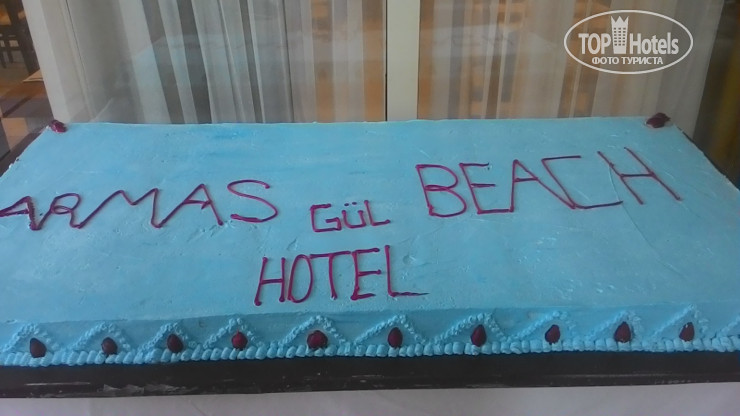 TOP Hotels
ФОТО ТУРИСТА
ARMAS GÜL BEACH
HOTEL